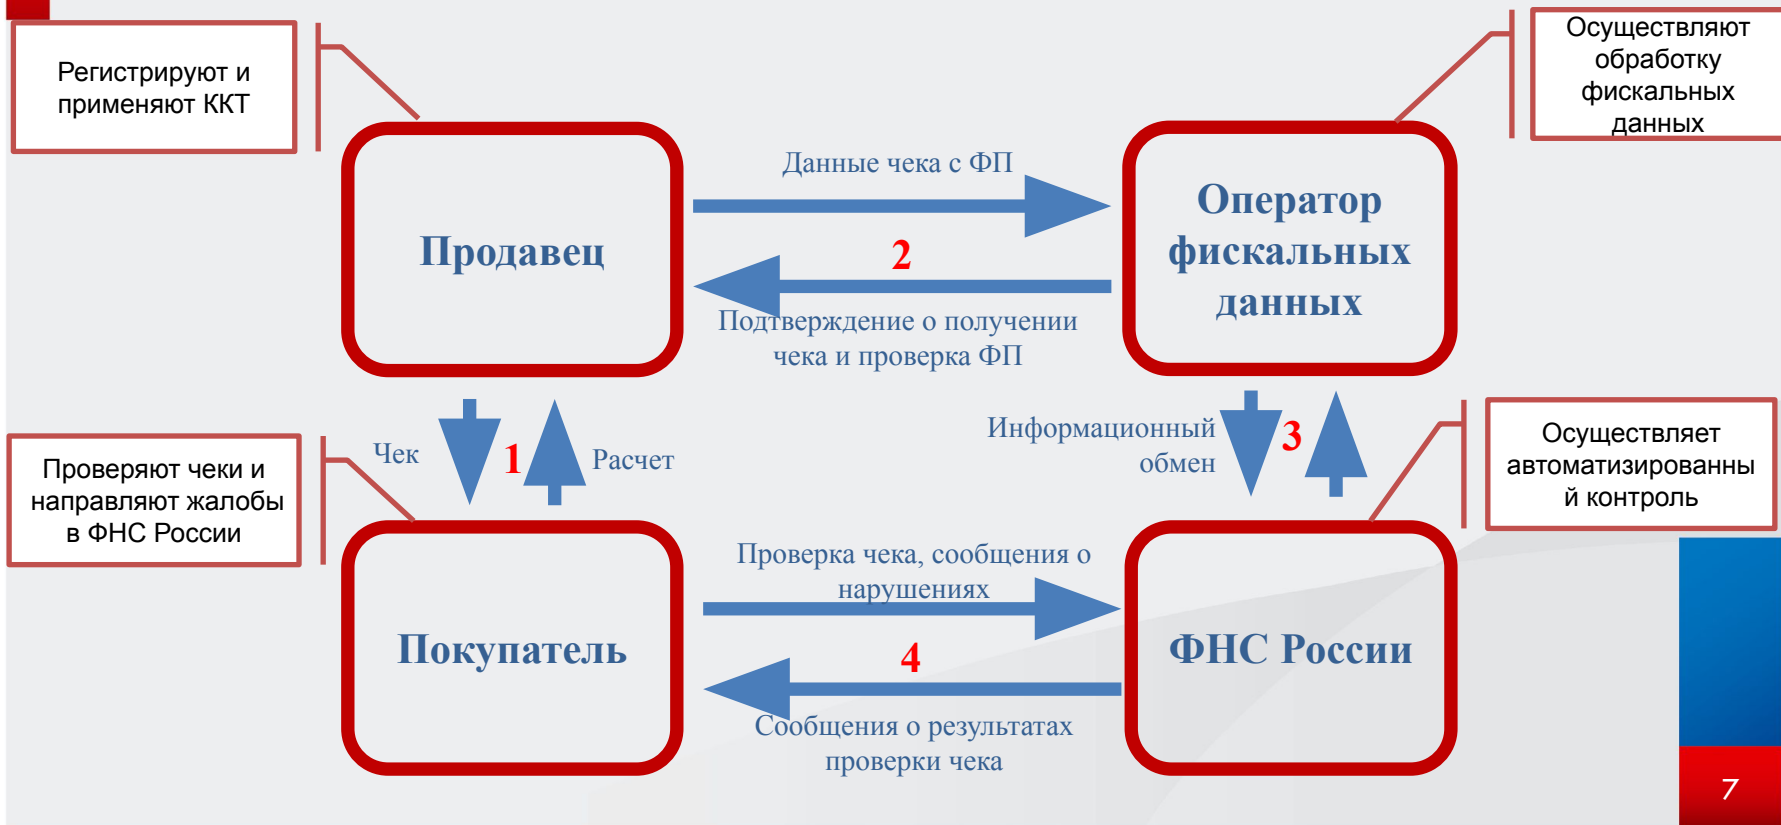 Регистрируют и
применяют ККТ
Осуществляют
обработку
фискальных
данных
Продавец
Данные чека с ФП
2
Подтверждение о получении
чека и проверка ФП
Оператор
фискальных
данных
Чек
1
Расчет
Информационный
обмен
3
Проверяют чеки и
направляют жалобы
в ФНС России
Осуществляет
автоматизированны
й контроль
Покупатель
Проверка чека, сообщения о
нарушениях
4
Сообщения о результатах
проверки чека
ФНС России
7